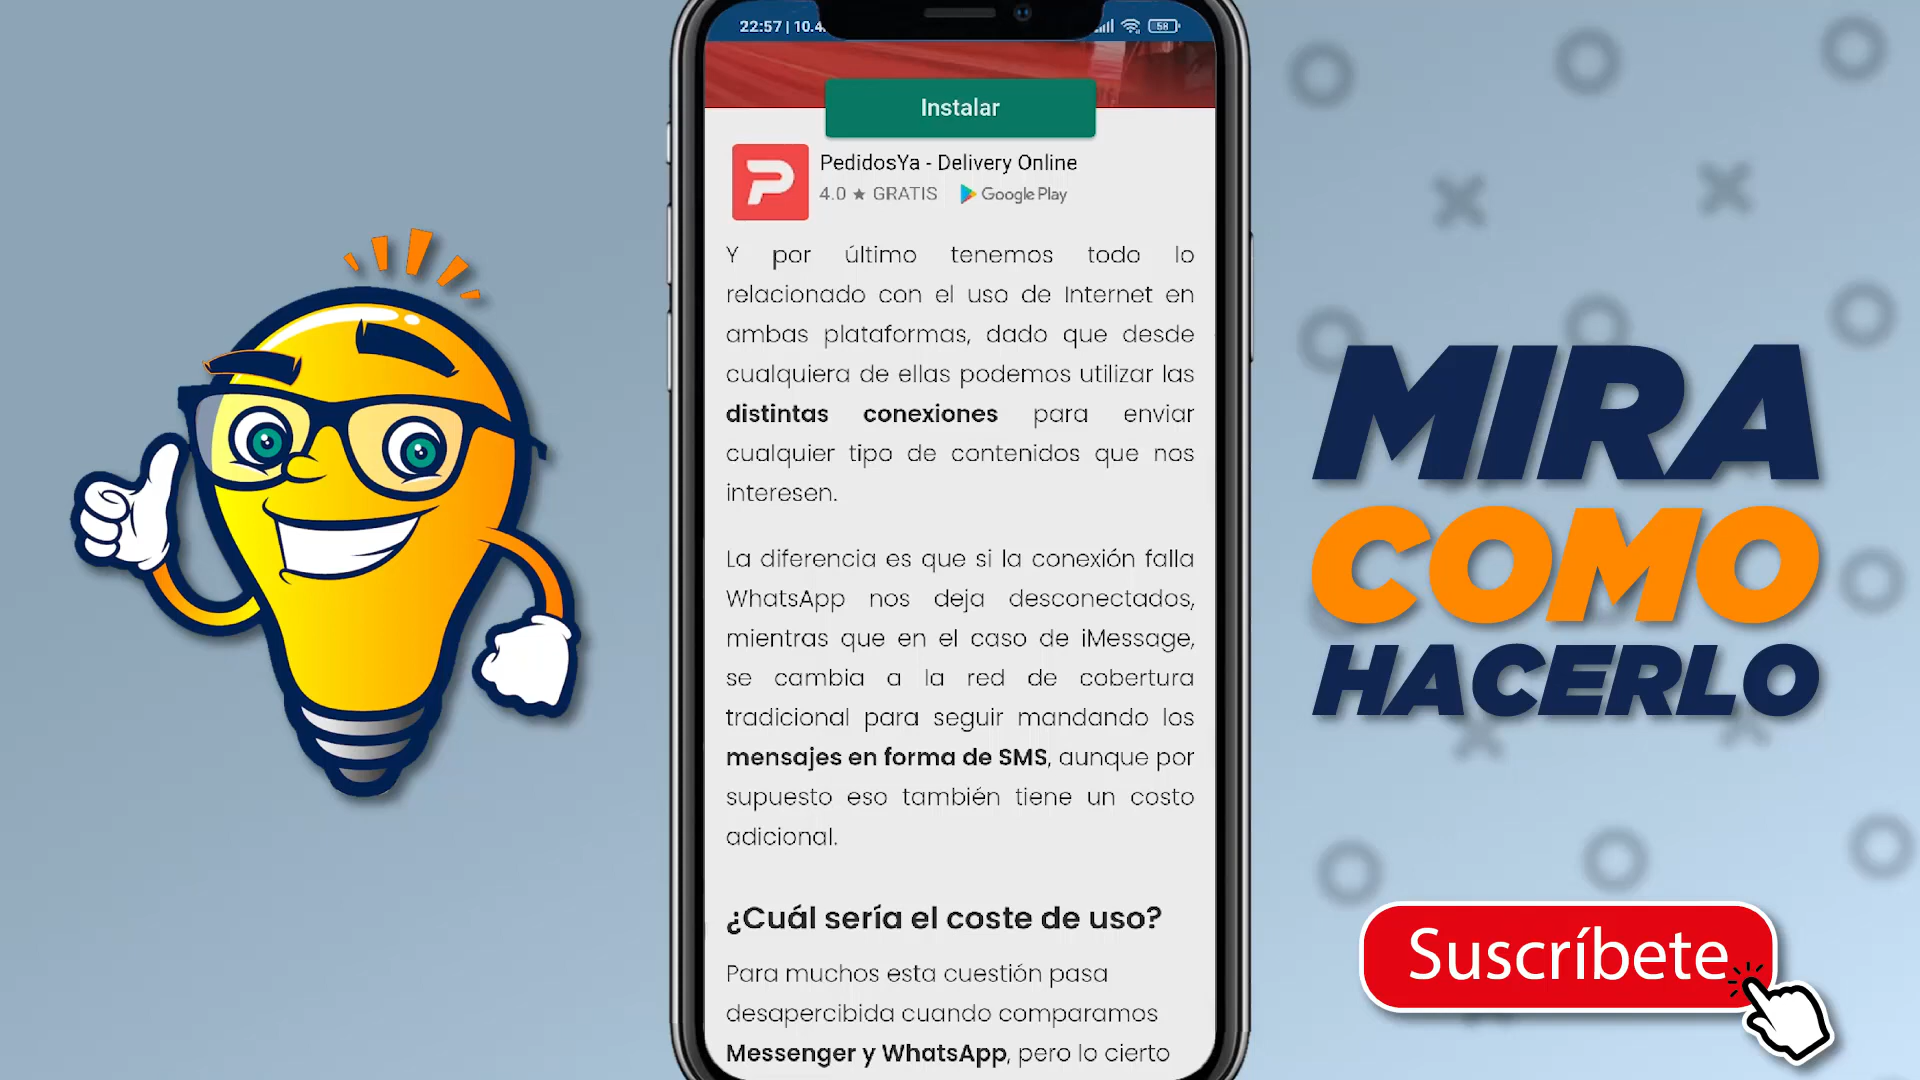 22:57 | 10.4
58
Instalar
PedidosYa - Delivery Online
4.0 ★ GRATIS Google Play
Y por último tenemos todo lo
relacionado con el uso de Internet en
ambas plataformas, dado que desde
cualquiera de ellas podemos utilizar las
distintas conexiones para enviar
cualquier tipo de contenidos que nos
interesen.
La diferencia es que si la conexión falla
WhatsApp nos deja desconectados,
mientras que en el caso de iMessage,
se cambia a la red de cobertura
tradicional para seguir mandando los
mensajes en forma de SMS, aunque por
supuesto eso también tiene un costo
adicional.
¿Cuál sería el coste de uso?
Para muchos esta cuestión pasa
desapercibida cuando comparamos
Messenger y WhatsApp, pero lo cierto
MIRA
COMO
HACERLO
Suscríbete